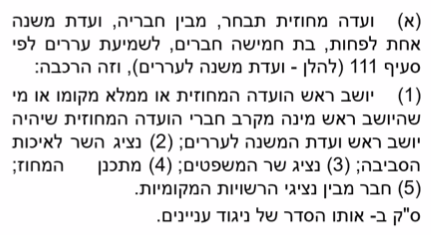 (א) ועדה מחוזית תבחר, מבין חבריה, ועדת משנה
אחת לפחות, בת חמישה חברים, לשמיעת עררים לפי
סעיף 111 (להלן - ועדת משנה לעררים), וזה הרכבה:
(1) יושב ראש הועדה המחוזית או ממלא מקומו או מי
שהיושב ראש מינה מקרב חברי הועדה המחוזית שיהיה
יושב ראש ועדת המשנה לעררים; (2) נציג השר לאיכות
הסביבה; (3) נציג שר המשפטים; (4) מתכנן המחוז;
(5) חבר מבין נציגי הרשויות המקומיות.
ס"ק ב- אותו הסדר של ניגוד עניינים.